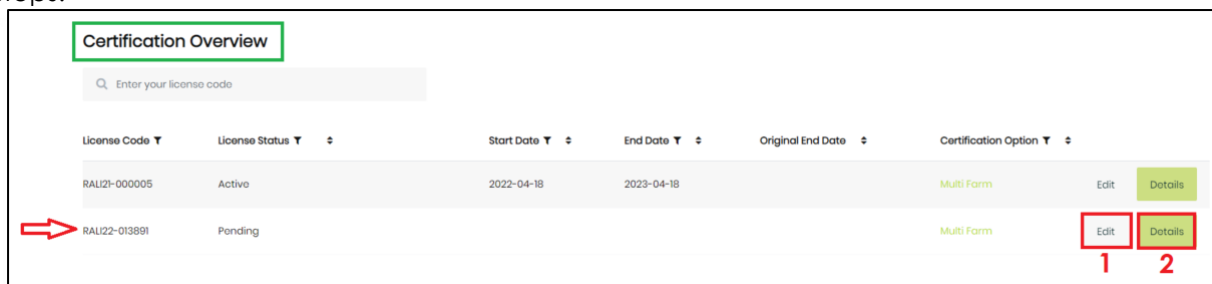 Certification Overview
Enter your license code
License Code License Status Start Date End Date Original End Date Certification Option
RALI21-000005 Active 2022-04-18 2023-04-18 Multi Farm Edit Details
RALI22-013891 Pending Multi Farm Edit Details
1 2